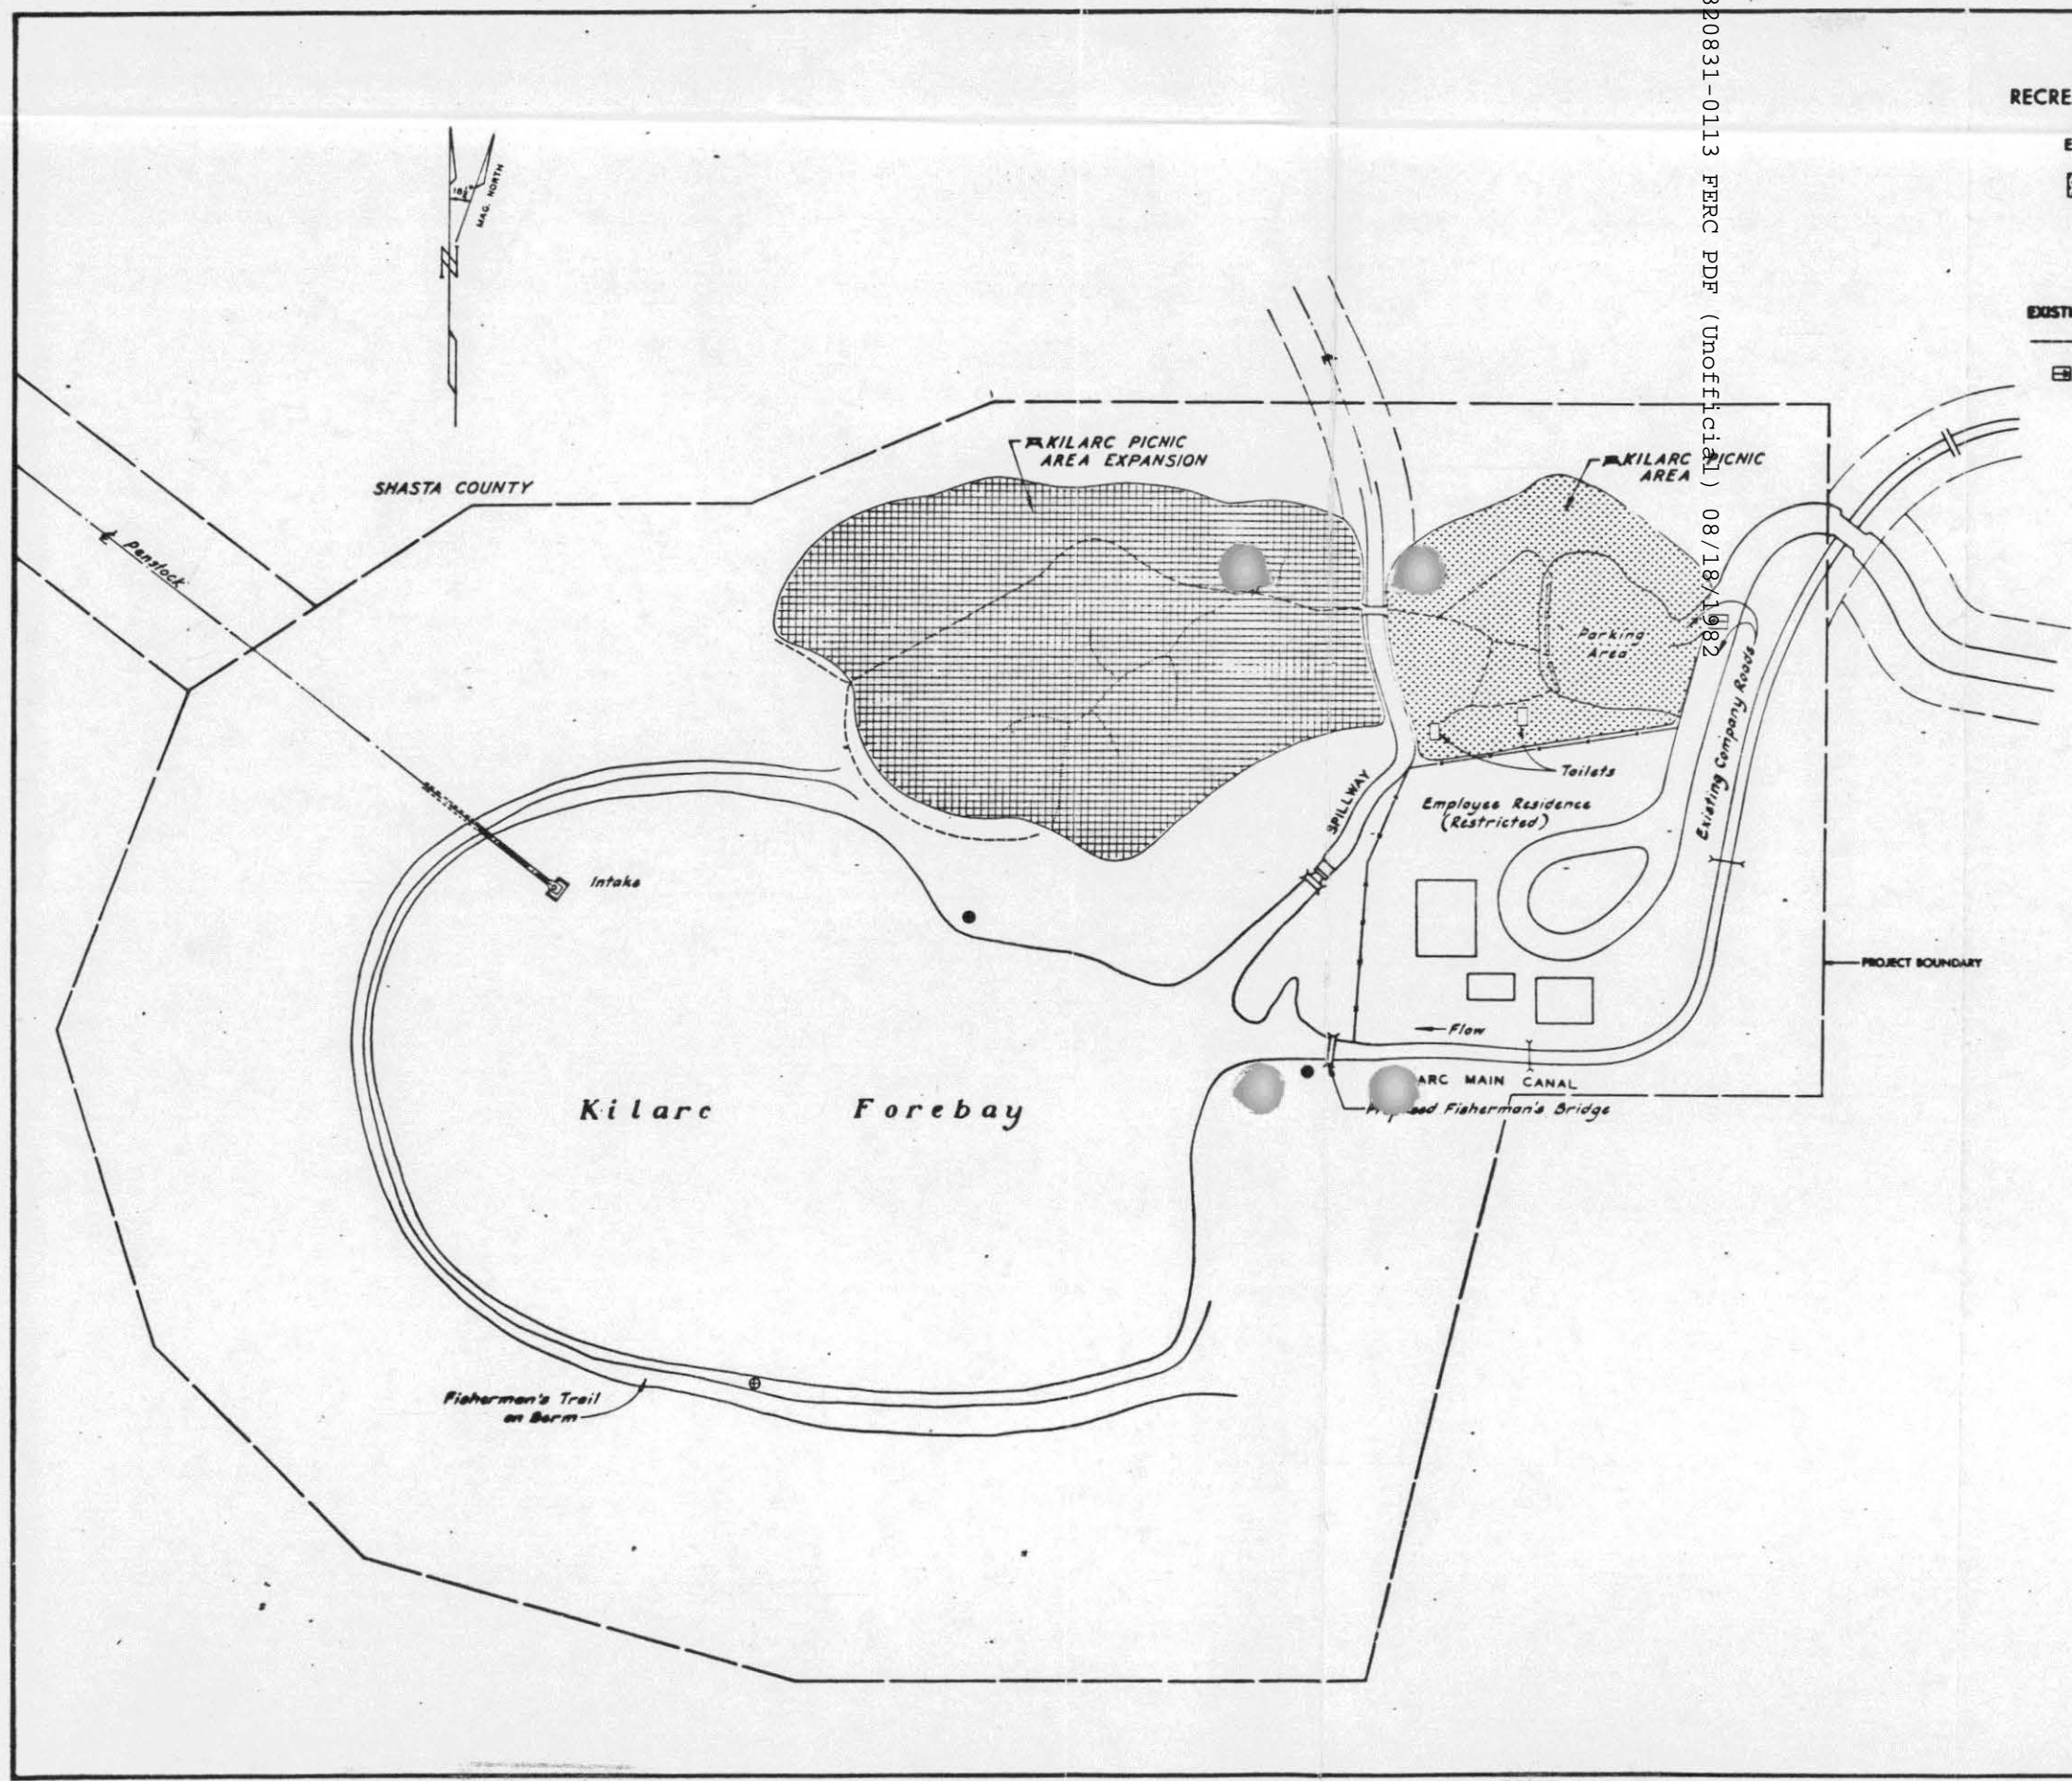 320831-0113 FERC PDF (Unofficial) 08/18/1982
RECRE
EXISTI
MAG. NORTH
KILARC PICNIC
AREA EXPANSION
KILARC PICNIC
AREA
SHASTA COUNTY
Penstock
Parking
Area
Existing Company Roads
Toilets
SPILLWAY
Employee Residence
(Restricted)
Intake
PROJECT BOUNDARY
Flow
ARC MAIN CANAL
Fisherman's Bridge
Kilarc Forebay
Fisherman's Trail
on Berm